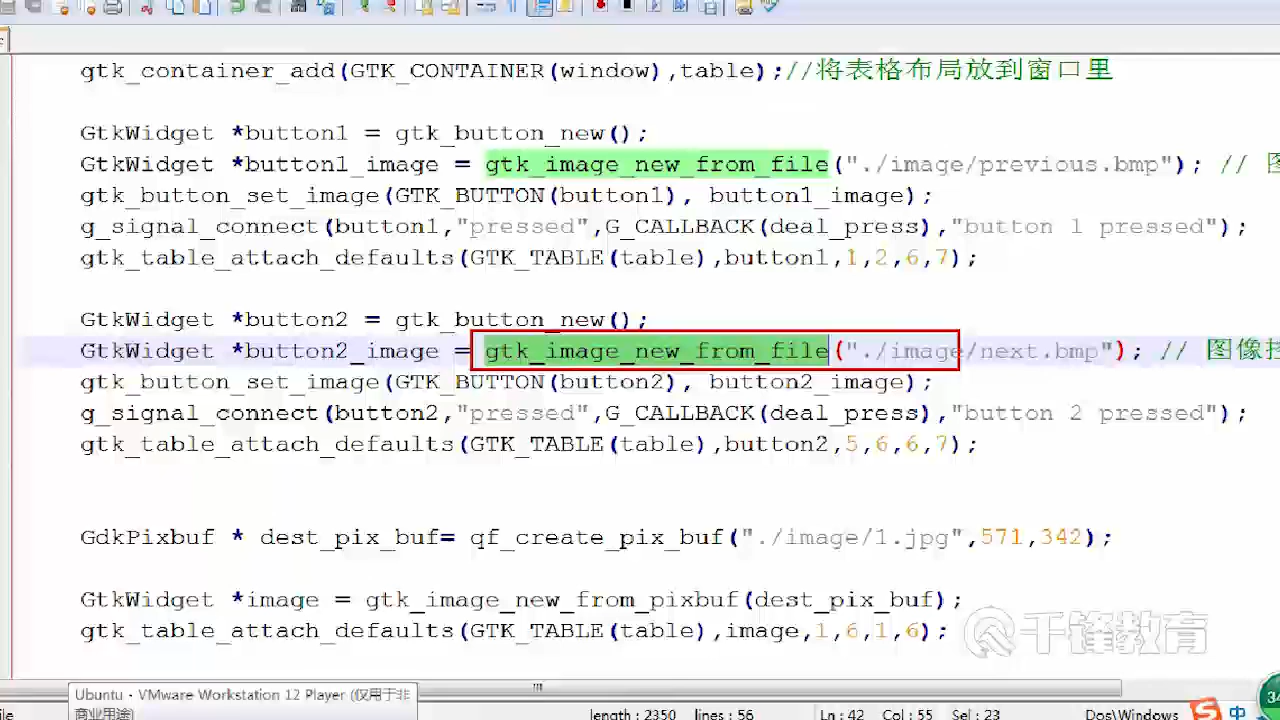 gtk_container_add(GTK_CONTAINER(window),table);//将表格布局放到窗口里
GtkWidget *button1 = gtk_button_new();
GtkWidget *button1_image = gtk_image_new_from_file("./image/previous.bmp"); // 图
gtk_button_set_image(GTK_BUTTON(button1), button1_image);
g_signal_connect(button1,"pressed",G_CALLBACK(deal_press),"button 1 pressed");
gtk_table_attach_defaults(GTK_TABLE(table),button1,1,2,6,7);
GtkWidget *button2 = gtk_button_new();
GtkWidget *button2_image = gtk_image_new_from_file("./image/next.bmp"); // 图像
gtk_button_set_image(GTK_BUTTON(button2), button2_image);
g_signal_connect(button2,"pressed",G_CALLBACK(deal_press),"button 2 pressed");
gtk_table_attach_defaults(GTK_TABLE(table),button2,5,6,6,7);
GdkPixbuf * dest_pix_buf= qf_create_pix_buf("./image/1.jpg",571,342);
GtkWidget *image = gtk_image_new_from_pixbuf(dest_pix_buf);
gtk_table_attach_defaults(GTK_TABLE(table),image,1,6,1,6);
千锋教育
Ubuntu - VMware Workstation 12 Player (仅用于非
商业用途)
length : 2350 lines : 56
Ln : 42 Col : 55 Sel : 23
Dos\Windows
中
34